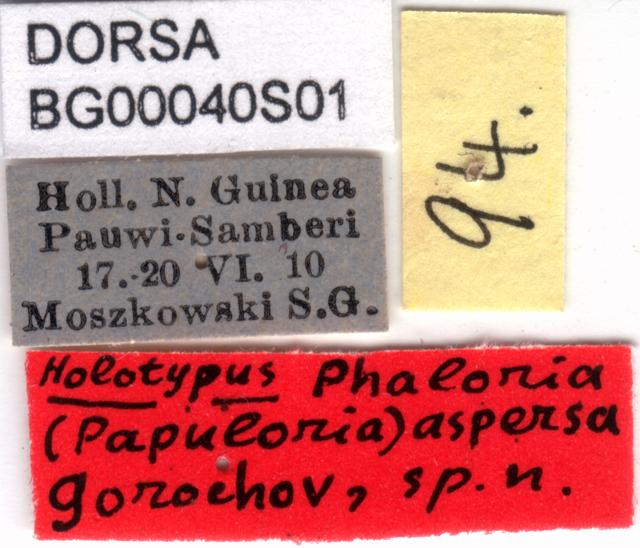 DORSA
BG00040S01
94.
Holl. N. Guinea
Pauwi-Samberi
17.-20 VI. 10
Moszkowski S.G.
Holotypus Phaloria
(Papuloria) aspersa
gorochov, sp. n.